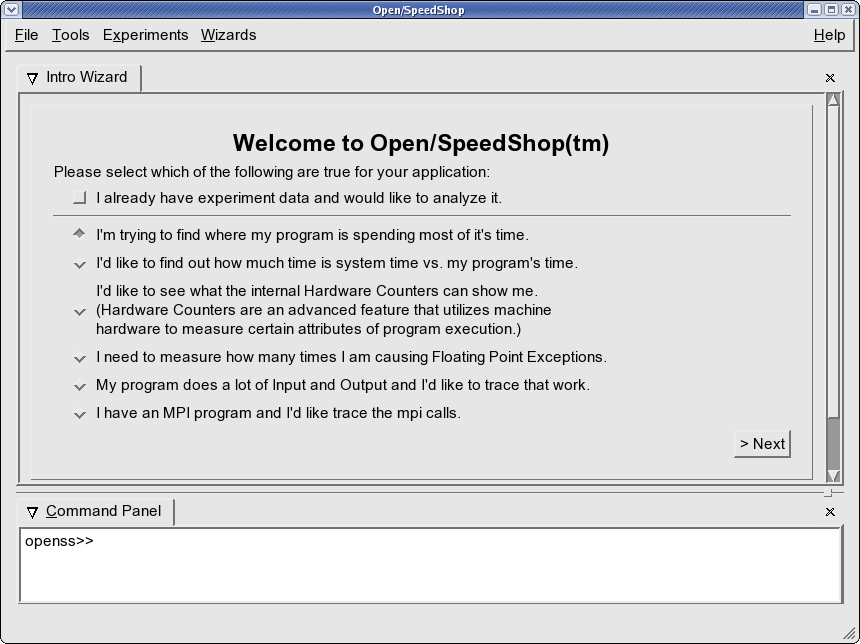 Open/SpeedShop
File Tools Experiments Wizards Help
Intro Wizard
Welcome to Open/SpeedShop(tm)
Please select which of the following are true for your application:
I already have experiment data and would like to analyze it.
I'm trying to find where my program is spending most of it's time.
I'd like to find out how much time is system time vs. my program's time.
I'd like to see what the internal Hardware Counters can show me.
(Hardware Counters are an advanced feature that utilizes machine
hardware to measure certain attributes of program execution.)
I need to measure how many times I am causing Floating Point Exceptions.
My program does a lot of Input and Output and I'd like to trace that work.
I have an MPI program and I'd like trace the mpi calls.
> Next
Command Panel
openss>>